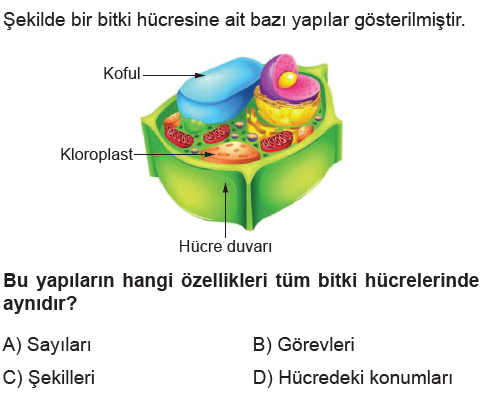 Şekilde bir bitki hücresine ait bazı yapılar gösterilmiştir.
Koful
Kloroplast
Hücre duvarı
Bu yapıların hangi özellikleri tüm bitki hücrelerinde
aynıdır?
A) Sayıları
B) Görevleri
C) Şekilleri
D) Hücredeki konumları